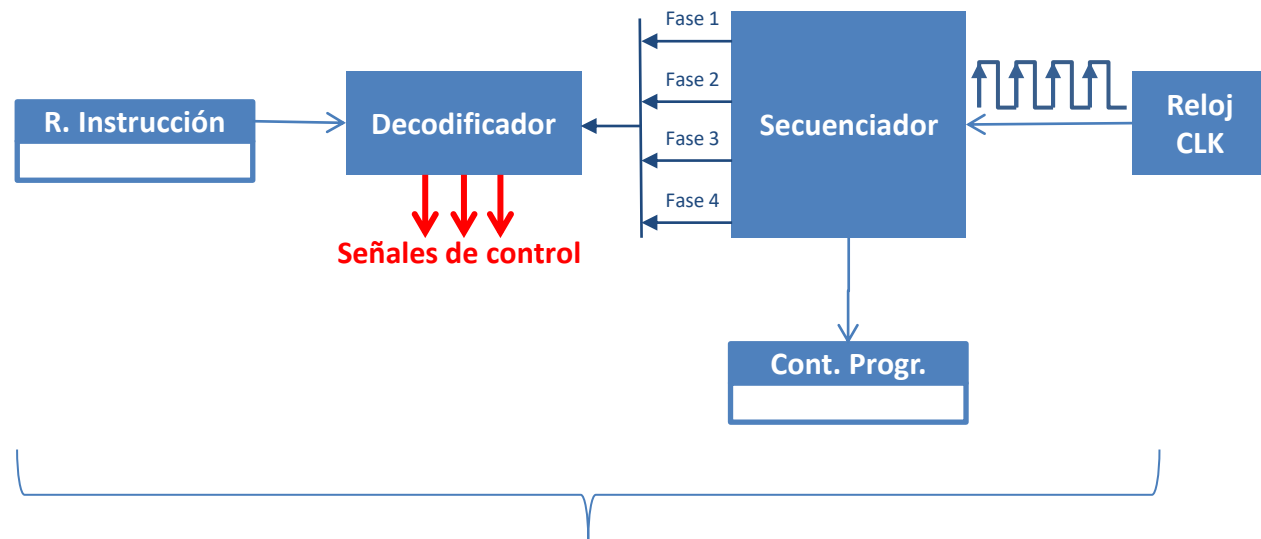 Fase 1
Fase 2
Fase 3
Fase 4
R. Instrucción
Decodificador
Secuenciador
Reloj
CLK
Señales de control
Cont. Progr.